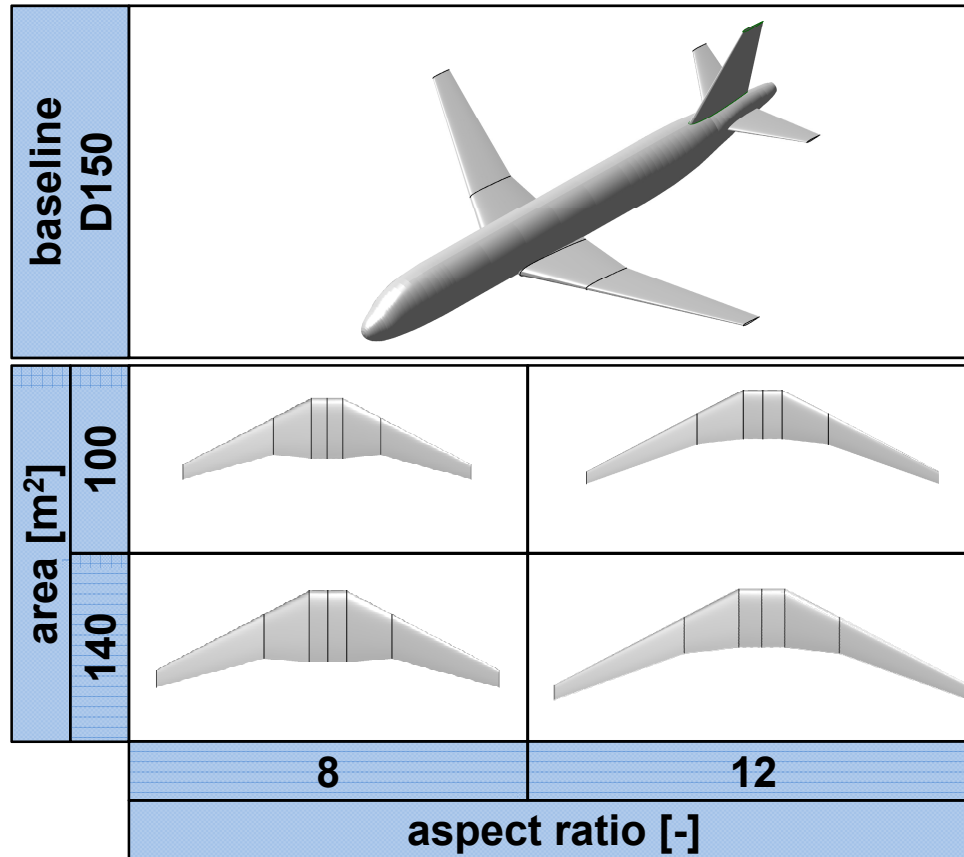 baseline
D150
area [m²]
100
140
8
12
aspect ratio [-]